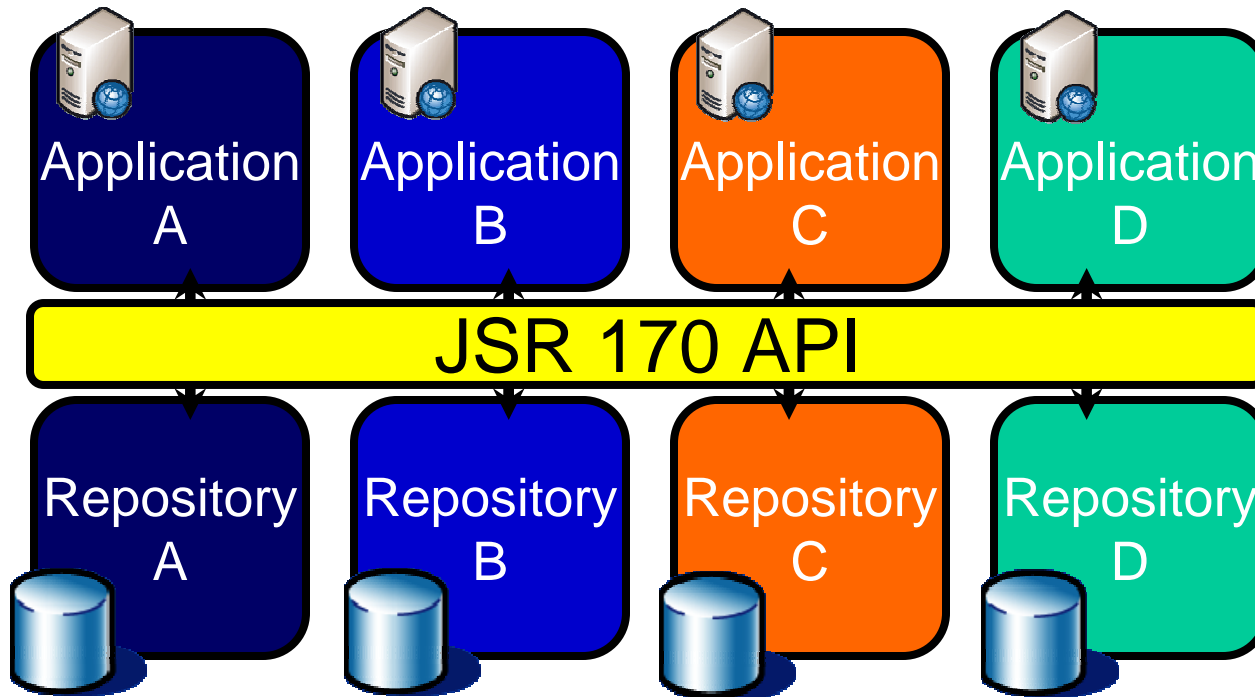 Application
A
Application
B
Application
C
Application
D
JSR 170 API
Repository
A
Repository
B
Repository
C
Repository
D